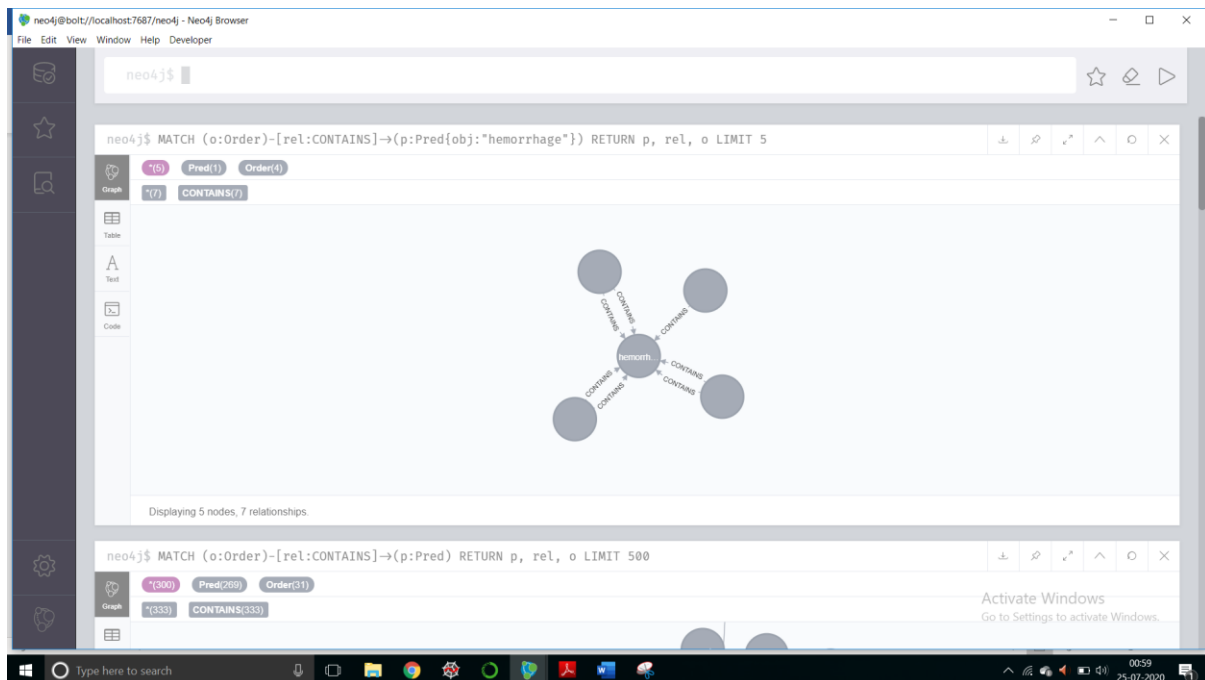 neo4j@bolt://localhost:7687/neo4j - Neo4j Browser
File Edit View Window Help Developer
neo4j$
neo4j$ MATCH (o:Order)-[rel:CONTAINS]→(p:Pred{obj:"hemorrhage"}) RETURN p, rel, o LIMIT 5
Graph
*(5) Pred(1) Order(4)
*(7) CONTAINS(7)
Table
A
Text
Code
CONTAINS
CONTAINS
CONTAINS
hemorrh...
CONTAINS
CONTAINS
CONTAINS
CONTAINS
Displaying 5 nodes, 7 relationships.
neo4j$ MATCH (o:Order)-[rel:CONTAINS]→(p:Pred) RETURN p, rel, o LIMIT 500
Graph
*(300) Pred(269) Order(31)
*(333) CONTAINS(333)
Activate Windows
Go to Settings to activate Windows.
Type here to search
00:59
25-07-2020
1